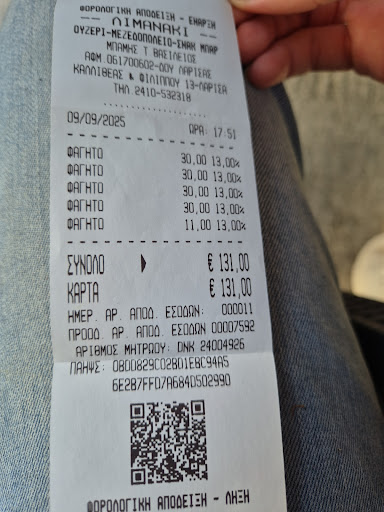 ΦΟΡΟΛΟΓΙΚΗ ΑΠΟΔΕΙΞΗ - ΕΝΑΡΞΗ
-- ΛΙΜΑΝΑΚΙ --
ΟΥΖΕΡΙ-ΜΕΖΕΔΟΠΩΛΕΙΟ-ΣΝΑΚ ΜΠΑΡ
ΜΠΑΜΗΣ Τ ΒΑΣΙΛΕΙΟΣ
ΑΦΜ 061700602-ΔΟΥ ΛΑΡΙΣΑΣ
ΚΑΛΛΙΘΕΑΣ & ΦΙΛΙΠΠΟΥ 13-ΛΑΡΙΣΑ
ΤΗΛ 2410-532318
09/09/2025 ΩΡΑ: 17:51
ΦΑΓΗΤΟ 30,00 13,00%
ΦΑΓΗΤΟ 30,00 13,00%
ΦΑΓΗΤΟ 30,00 13,00%
ΦΑΓΗΤΟ 30,00 13,00%
ΦΑΓΗΤΟ 11,00 13,00%
ΣΥΝΟΛΟ € 131,00
ΚΑΡΤΑ € 131,00
ΗΜΕΡ. ΑΡ. ΑΠΟΔ. ΕΣΟΔΩΝ: 000011
ΠΡΟΟΔ. ΑΡ. ΑΠΟΔ. ΕΣΟΔΩΝ 00007592
ΑΡΙΘΜΟΣ ΜΗΤΡΩΟΥ: DNK 24004926
ΠΑΗΨΣ: 0B00829C02B01E8C94A5
6E2B7FFD7A684D502990
ΦΟΡΟΛΟΓΙΚΗ ΑΠΟΔΕΙΞΗ - ΛΗΞΗ